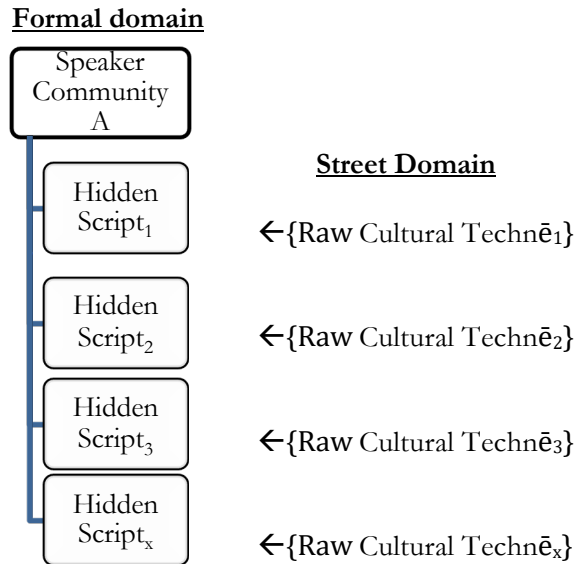 Formal domain
Speaker
Community
A
Street Domain
Hidden
Script₁
←{Raw Cultural Technē₁}
Hidden
Script₂
←{Raw Cultural Technē₂}
Hidden
Script₃
←{Raw Cultural Technē₃}
Hidden
Scriptₓ
←{Raw Cultural Technēₓ}